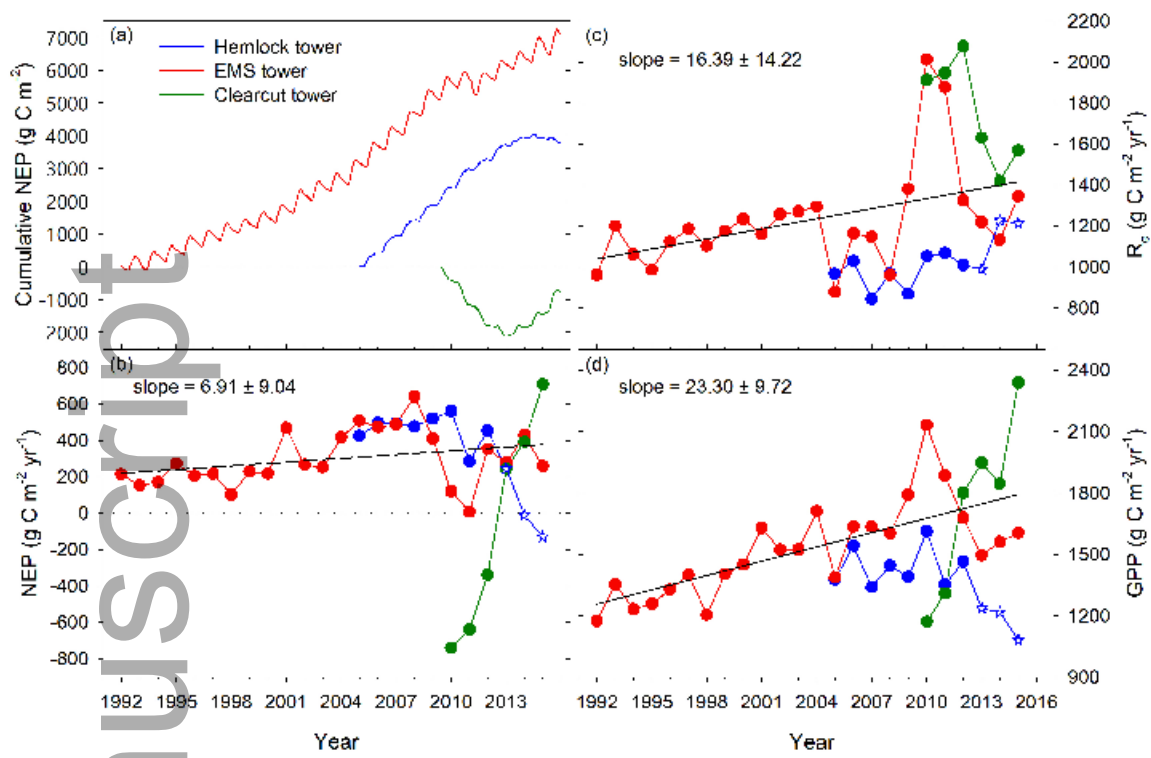 (a)
Hemlock tower
EMS tower
Clearcut tower
7000
6000
5000
4000
3000
2000
1000
0
-1000
2000
Cumulative NEP (g C m⁻²)
(c)
slope = 16.39 ± 14.22
2200
2000
1800
1600
1400
1200
1000
800
Rₑ (g C m⁻² yr⁻¹)
(b)
slope = 6.91 ± 9.04
800
600
400
200
0
-200
-400
-600
-800
NEP (g C m⁻² yr⁻¹)
1992 1995 1998 2001 2004 2007 2010 2013
Year
(d)
slope = 23.30 ± 9.72
2400
2100
1800
1500
1200
900
GPP (g C m⁻² yr⁻¹)
1992 1995 1998 2001 2004 2007 2010 2013 2016
Year
uscript